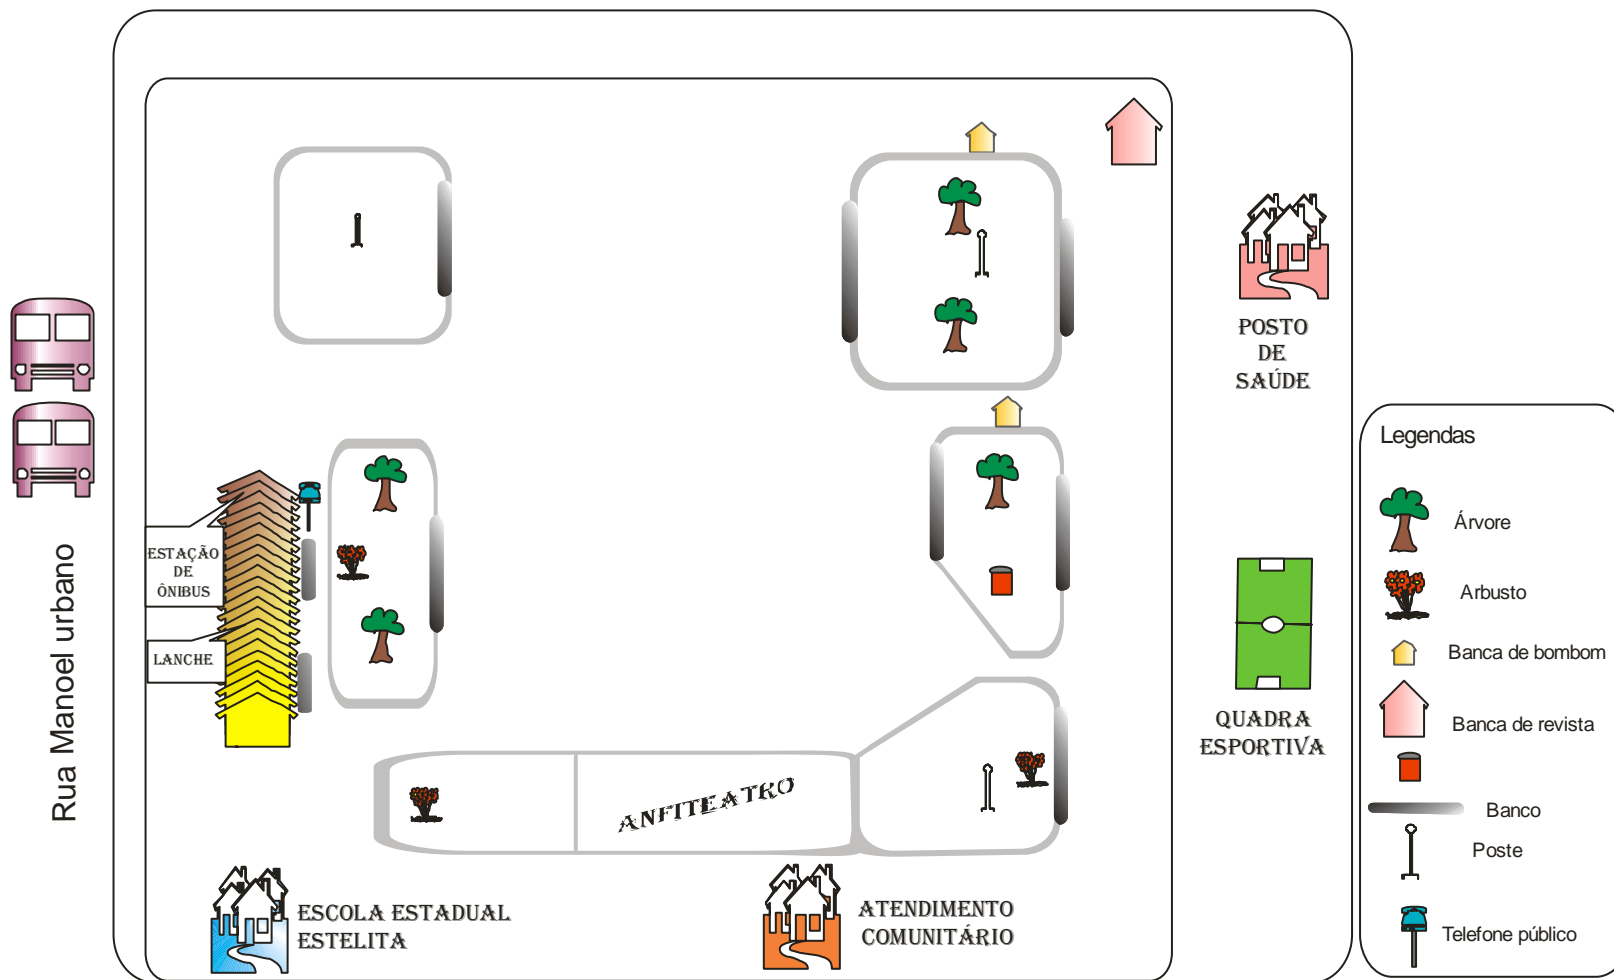 Rua Manoel urbano
ESTAÇÃO
DE
ÔNIBUS
LANCHE
ANFITEATRO
ESCOLA ESTADUAL
ESTELITA
ATENDIMENTO
COMUNITÁRIO
POSTO
DE
SAÚDE
QUADRA
ESPORTIVA
Legendas
Árvore
Arbusto
Banca de bombom
Banca de revista
Banco
Poste
Telefone público